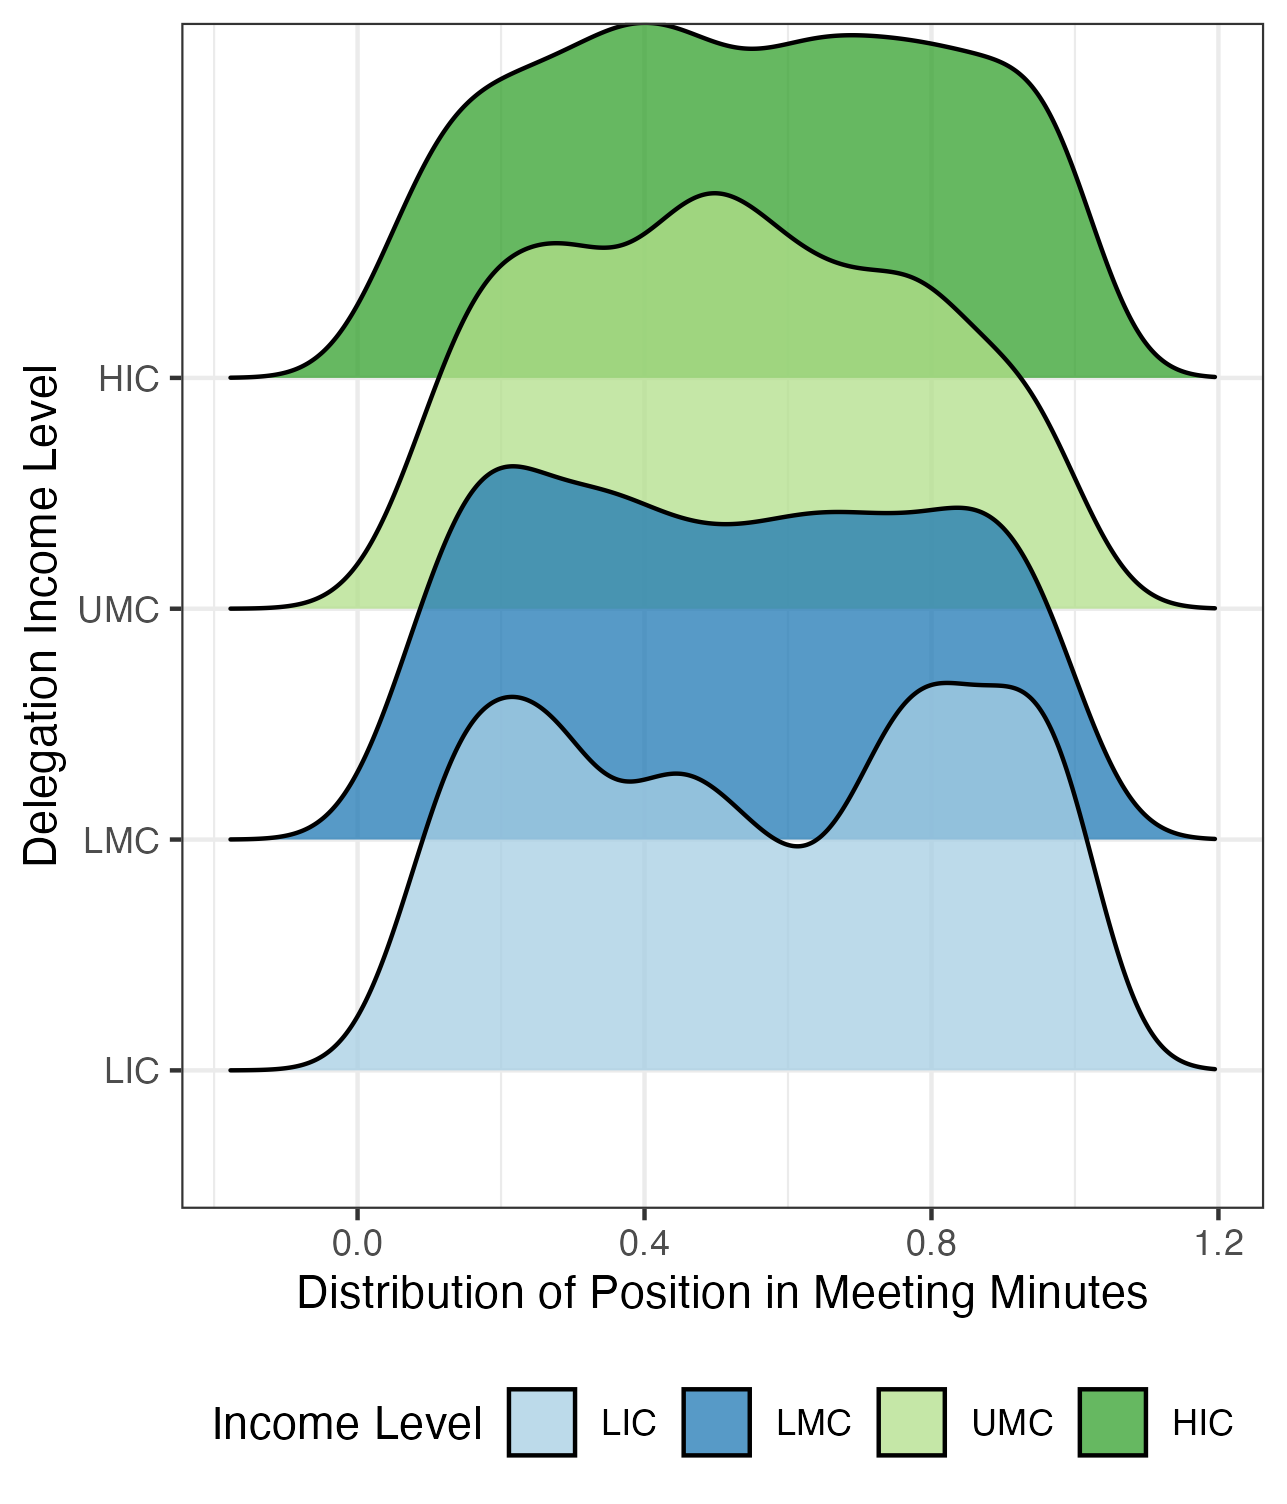 Delegation Income Level
HIC
UMC
LMC
LIC
0.0 0.4 0.8 1.2
Distribution of Position in Meeting Minutes
Income Level LIC LMC UMC HIC